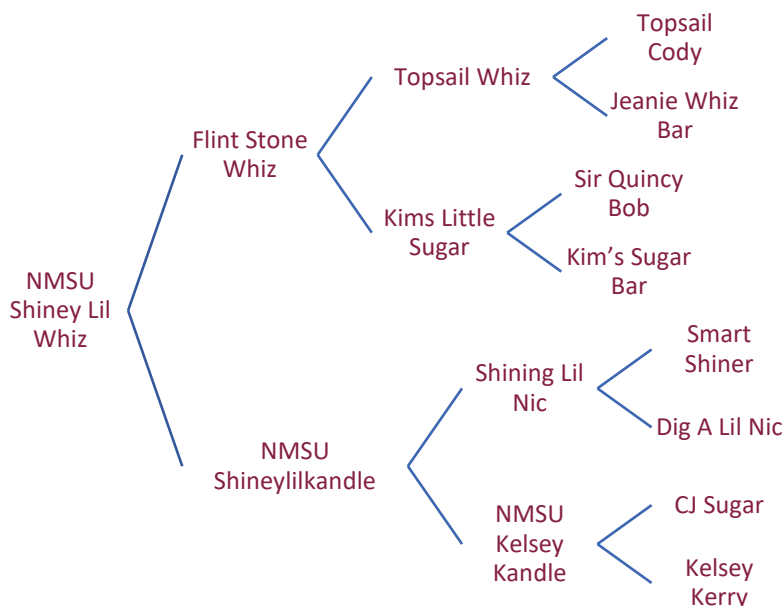 Topsail
Cody
Topsail Whiz
Jeanie Whiz
Bar
Flint Stone
Whiz
Sir Quincy
Bob
Kims Little
Sugar
Kim’s Sugar
Bar
NMSU
Shiney Lil
Whiz
Smart
Shiner
Shining Lil
Nic
Dig A Lil Nic
NMSU
Shineylilkandle
CJ Sugar
NMSU
Kelsey
Kandle
Kelsey
Kerry